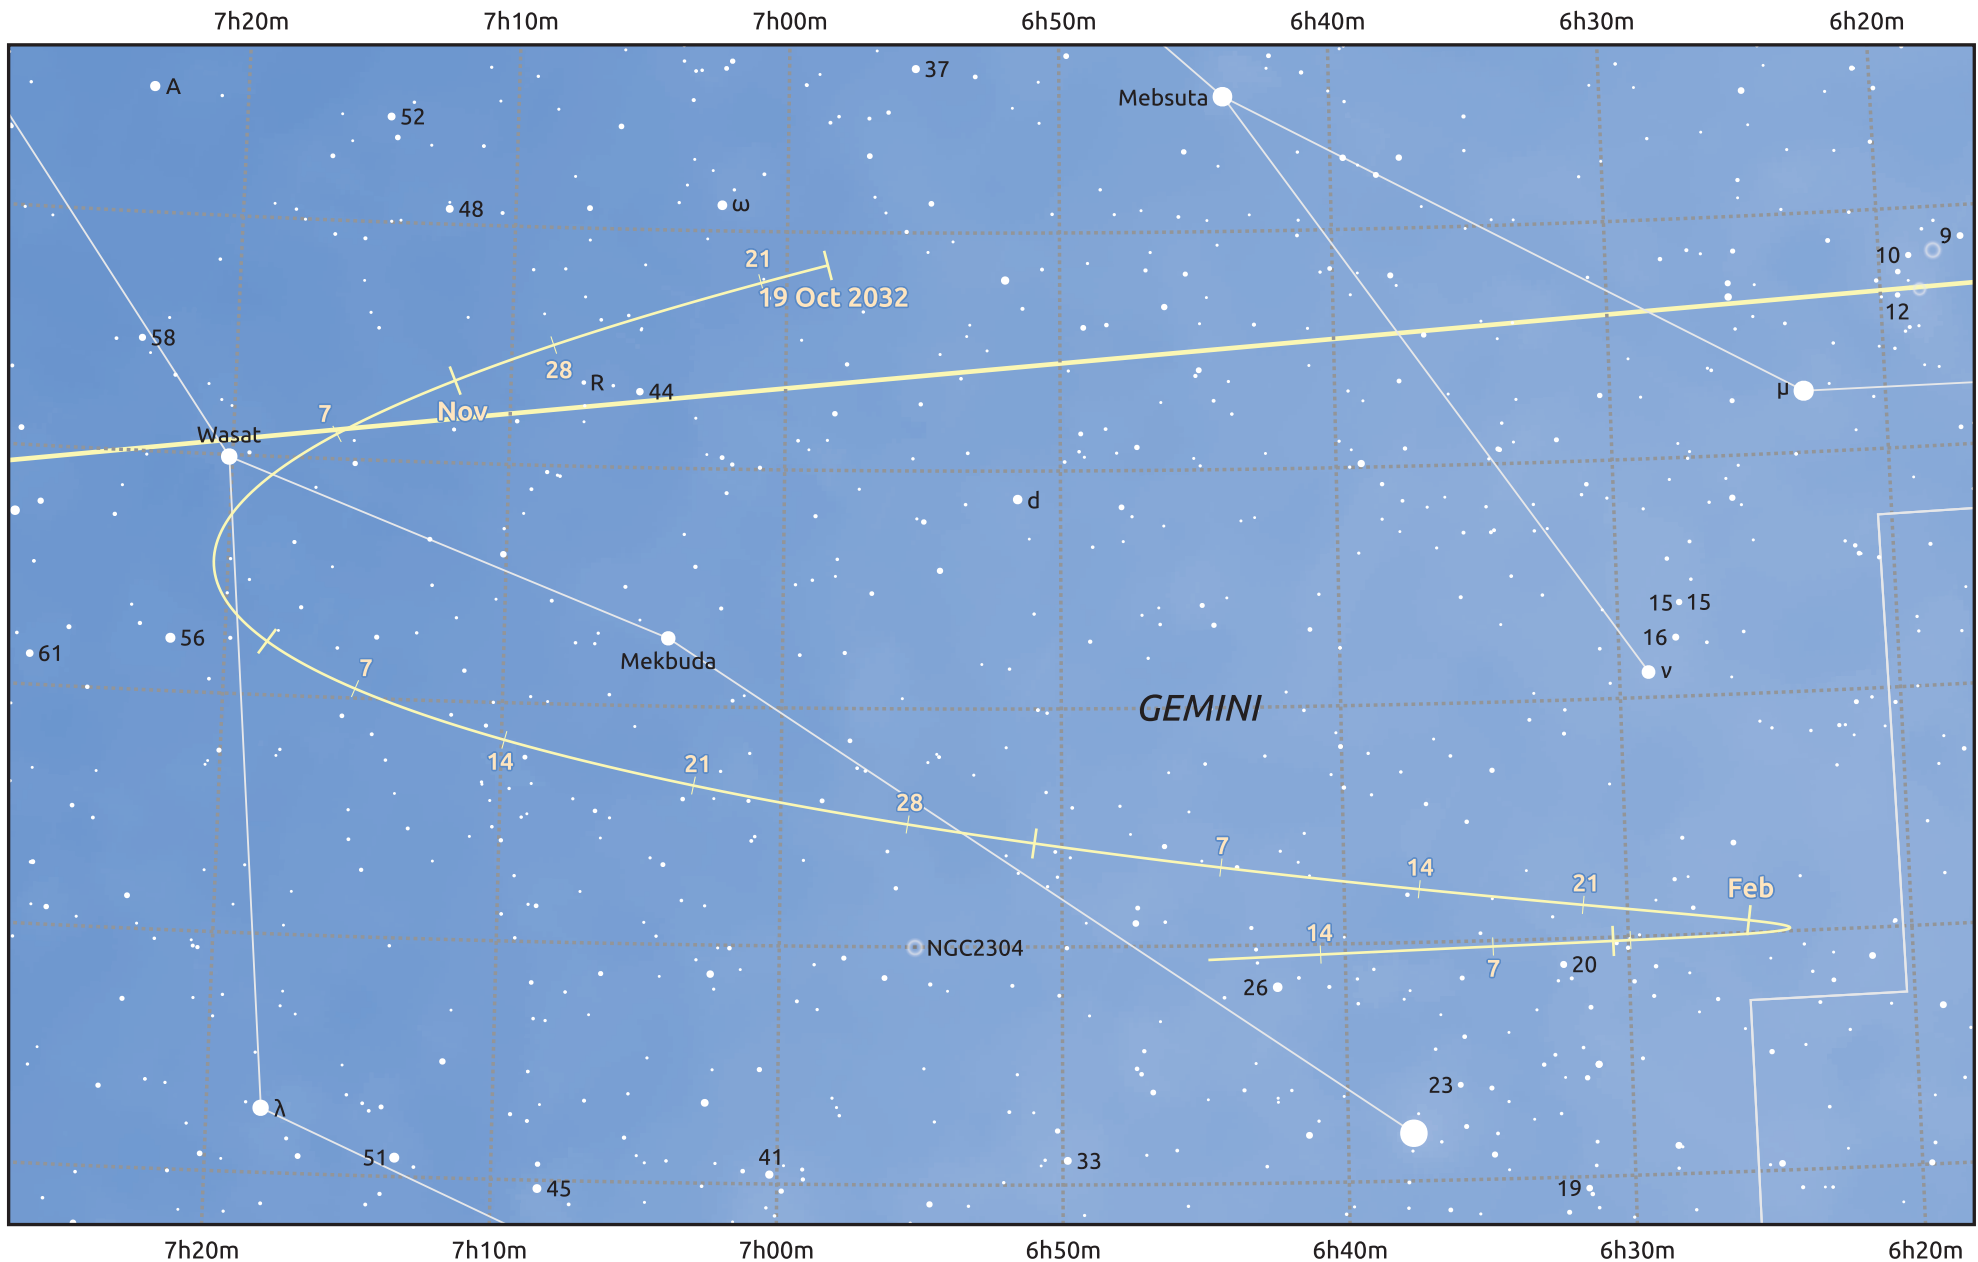 7h20m 7h10m 7h00m 6h50m 6h40m 6h30m 6h20m
37
A
Mebsuta
52
ω
48
9
10
21
19 Oct 2032
12
58
28
R
44
μ
7
Nov
Wasat
d
15 15
16
56
61
Mekbuda
7
ν
GEMINI
14
21
28
7
14
21
Feb
14
NGC2304
7
20
26
23
λ
51
41
33
45
19
7h20m 7h10m 7h00m 6h50m 6h40m 6h30m 6h20m